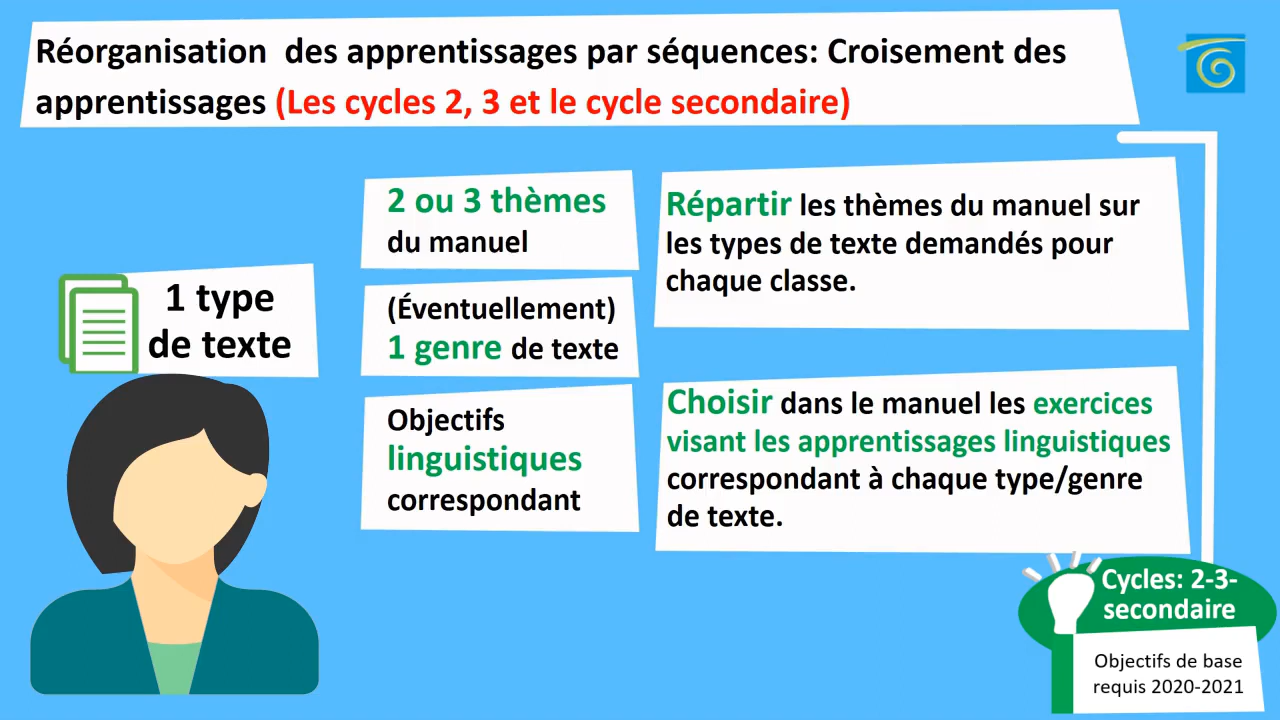 Réorganisation des apprentissages par séquences: Croisement des
apprentissages (Les cycles 2, 3 et le cycle secondaire)
1 type
de texte
2 ou 3 thèmes
du manuel
(Éventuellement)
1 genre de texte
Objectifs
linguistiques
correspondant
Répartir les thèmes du manuel sur
les types de texte demandés pour
chaque classe.
Choisir dans le manuel les exercices
visant les apprentissages linguistiques
correspondant à chaque type/genre
de texte.
Cycles: 2-3-
secondaire
Objectifs de base
requis 2020-2021